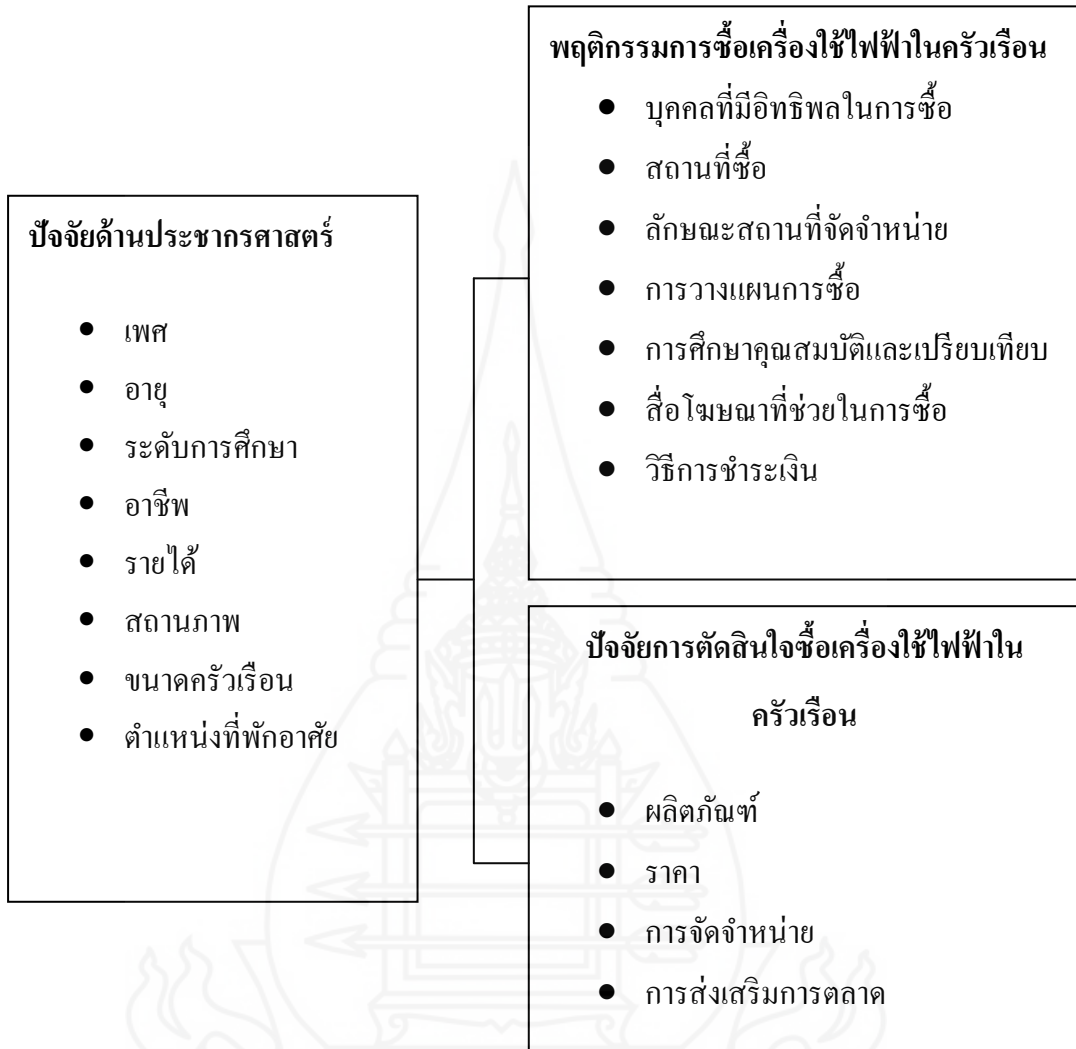 ปัจจัยด้านประชากรศาสตร์
● เพศ
● อายุ
● ระดับการศึกษา
● อาชีพ
● รายได้
● สถานภาพ
● ขนาดครัวเรือน
● ตำแหน่งที่พักอาศัย
พฤติกรรมการซื้อเครื่องใช้ไฟฟ้าในครัวเรือน
● บุคคลที่มีอิทธิพลในการซื้อ
● สถานที่ซื้อ
● ลักษณะสถานที่จัดจำหน่าย
● การวางแผนการซื้อ
● การศึกษาคุณสมบัติและเปรียบเทียบ
● สื่อโฆษณาที่ช่วยในการซื้อ
● วิธีการชำระเงิน
ปัจจัยการตัดสินใจซื้อเครื่องใช้ไฟฟ้าใน
ครัวเรือน
● ผลิตภัณฑ์
● ราคา
● การจัดจำหน่าย
● การส่งเสริมการตลาด